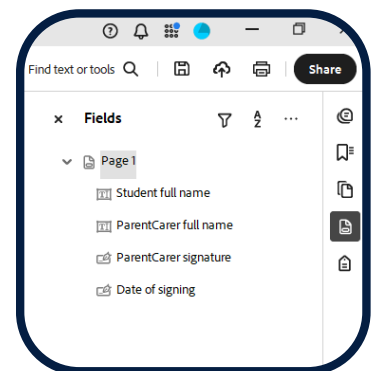 Find text or tools
Share
Fields
A
Z
Page 1
Student full name
ParentCarer full name
ParentCarer signature
Date of signing